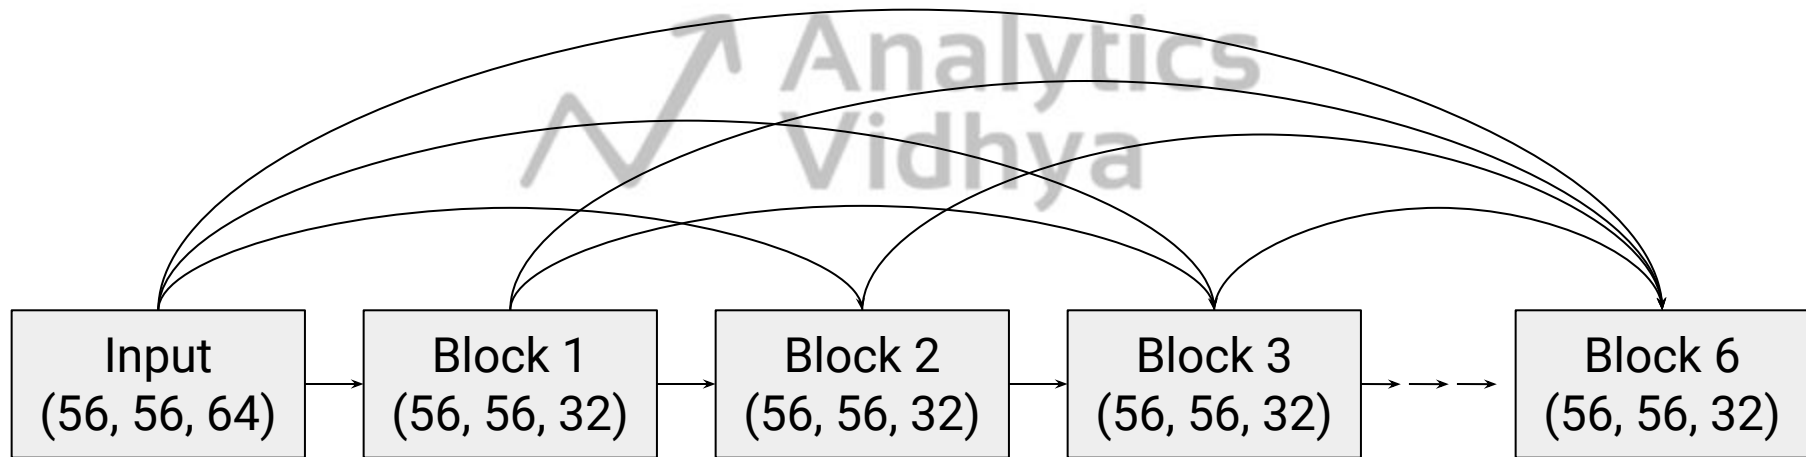 Analytics
Vidhya
Input
(56, 56, 64)
Block 1
(56, 56, 32)
Block 2
(56, 56, 32)
Block 3
(56, 56, 32)
Block 6
(56, 56, 32)